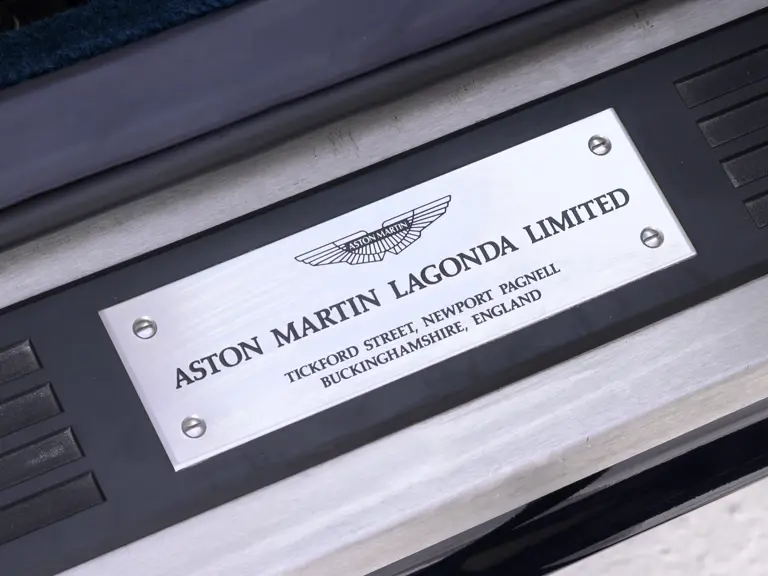 ASTON MARTIN
ASTON MARTIN LAGONDA LIMITED
TICKFORD STREET, NEWPORT PAGNELL
BUCKINGHAMSHIRE, ENGLAND